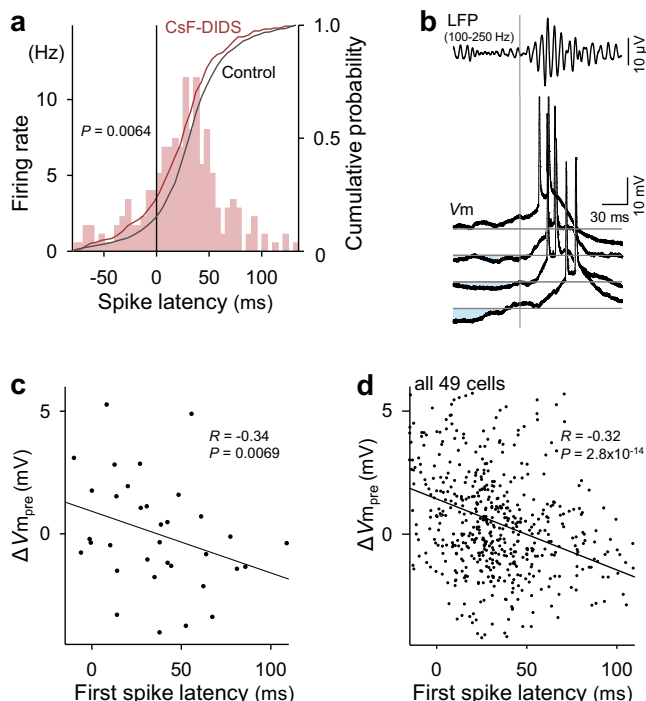 a
CsF-DIDS
Control
(Hz)
P = 0.0064
10
5
0
Firing rate
1.0
0.5
0
Cumulative probability
-50 0 50 100
Spike latency (ms)
b
LFP
(100-250 Hz)
10 µV
Vm
10 mV
30 ms
c
R = -0.34
P = 0.0069
5
0
ΔVmpre (mV)
0 50 100
First spike latency (ms)
d
all 49 cells
R = -0.32
P = 2.8x10⁻¹⁴
5
0
ΔVmpre (mV)
0 50 100
First spike latency (ms)